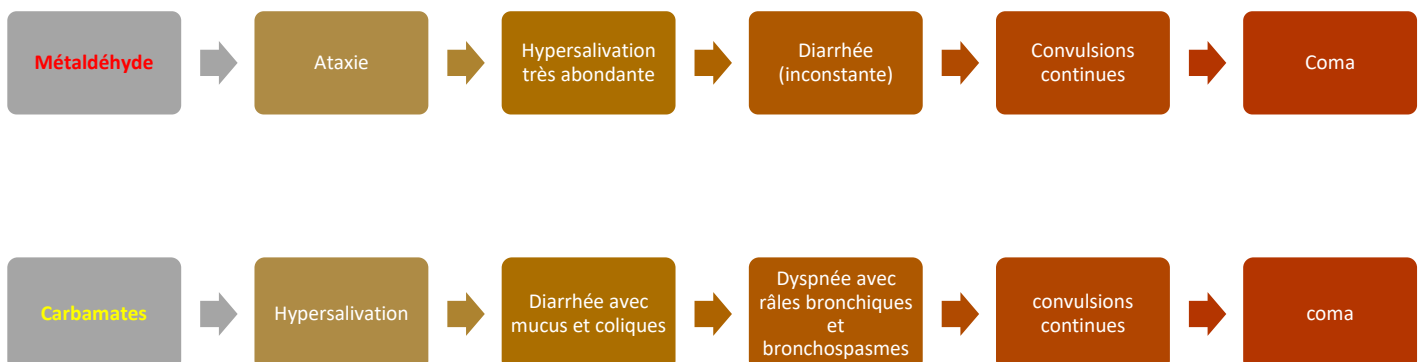 Métaldéhyde
Ataxie
Hypersalivation
très abondante
Diarrhée
(inconstante)
Convulsions
continues
Coma
Carbamates
Hypersalivation
Diarrhée avec
mucus et coliques
Dyspnée avec
râles bronchiques
et
bronchospasmes
convulsions
continues
coma